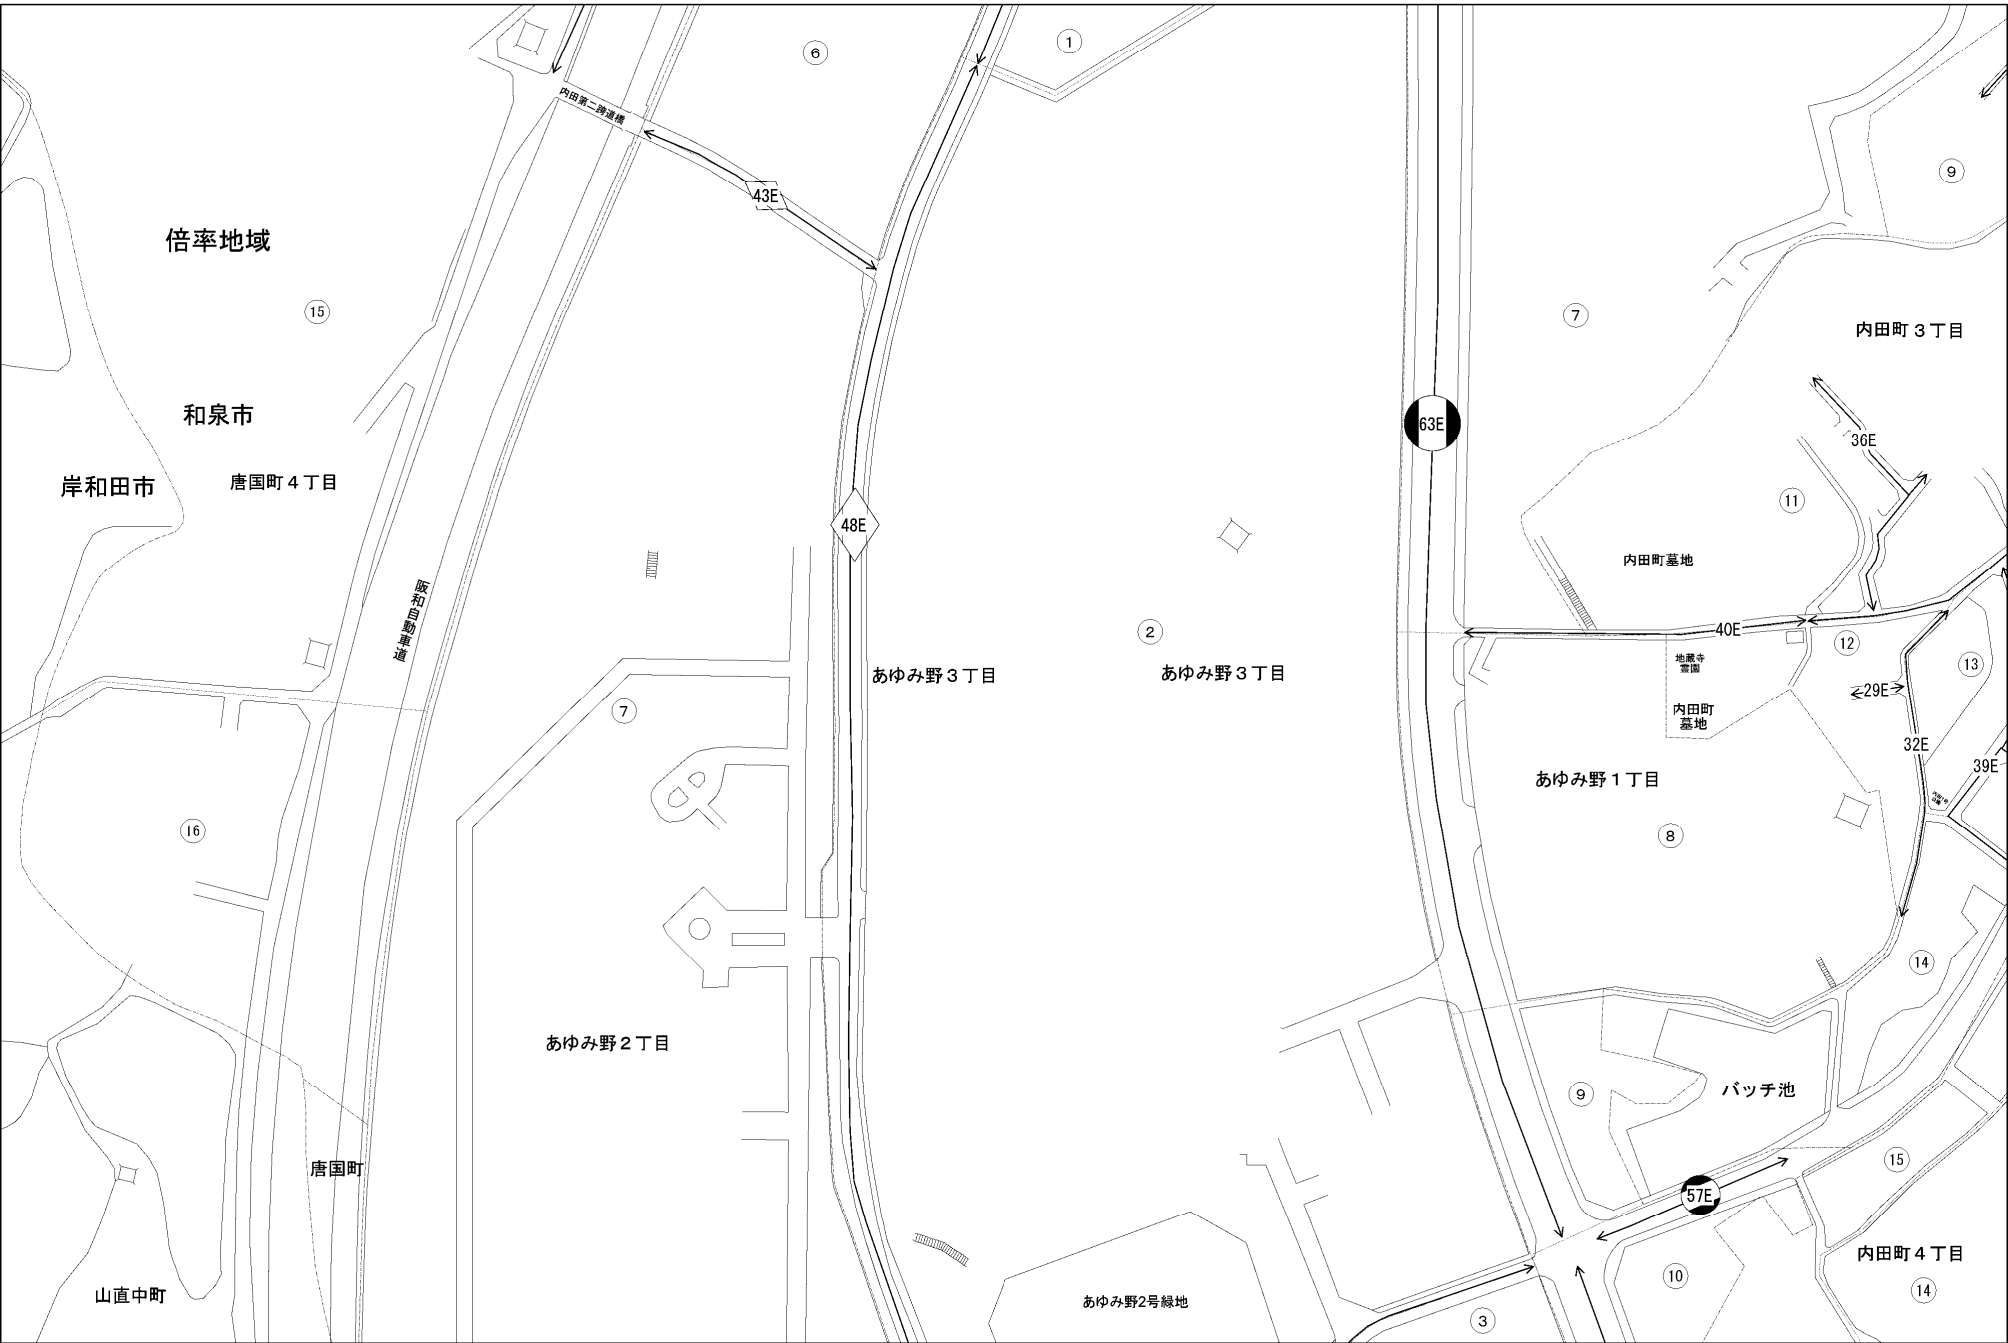 ⑥
①
内田第二跨道橋
⑨
43E
倍率地域
⑮
⑦
内田町３丁目
和泉市
63E
36E
岸和田市
唐国町４丁目
⑪
48E
内田町墓地
阪和自動車道
②
40E
⑫
地蔵寺
霊園
⑬
あゆみ野３丁目
あゆみ野３丁目
29E
⑦
内田町
墓地
32E
39E
あゆみ野１丁目
⑯
⑧
⑭
あゆみ野２丁目
⑨
バッチ池
唐国町
⑮
57E
内田町４丁目
⑩
⑭
山直中町
あゆみ野2号緑地
③